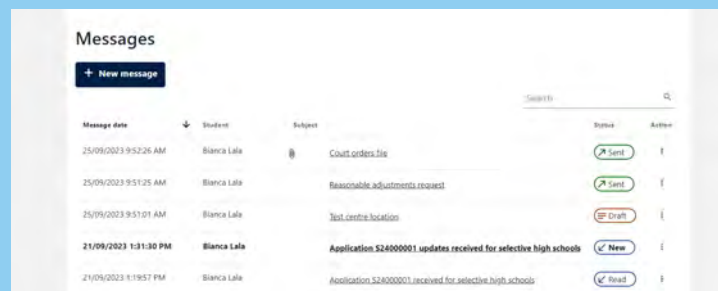 Messages
+ New message
Search
Message date Student Subject Status Action
25/09/2023 9:52:26 AM Bianca Lala Court orders file Sent
25/09/2023 9:51:25 AM Bianca Lala Reasonable adjustments request Sent
25/09/2023 9:51:01 AM Bianca Lala Test centre location Draft
21/09/2023 1:31:30 PM Bianca Lala Application S24000001 updates received for selective high schools New
21/09/2023 1:19:57 PM Bianca Lala Application S24000001 received for selective high schools Read